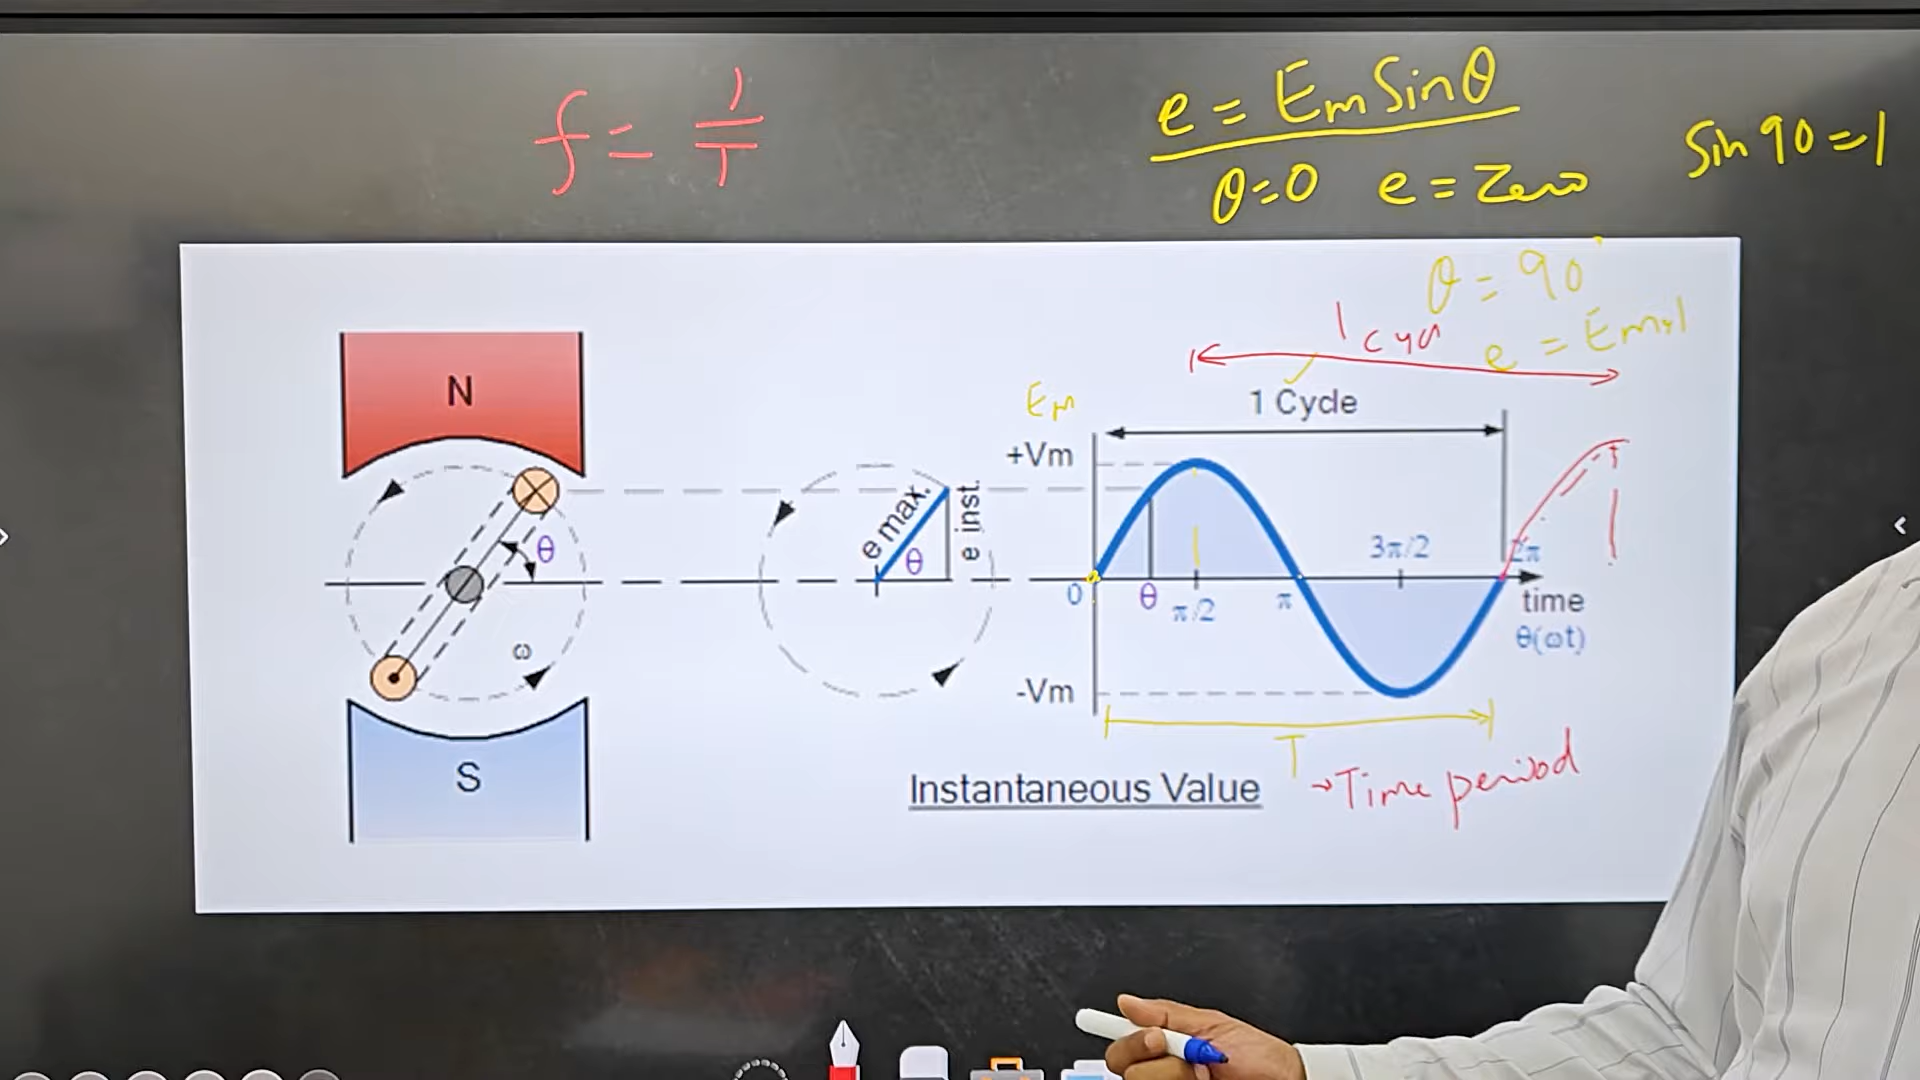 f = 1/T
e = Em Sinθ
θ=0 e = Zero
Sin 90 = 1
θ = 90°
e = Em×1
1 cycl
Em
1 Cycle
+Vm
N
e max.
θ
e inst.
θ
3π/2
2π
0
θ
π/2
π
time
θ(ωt)
ω
-Vm
T
→ Time period
S
Instantaneous Value